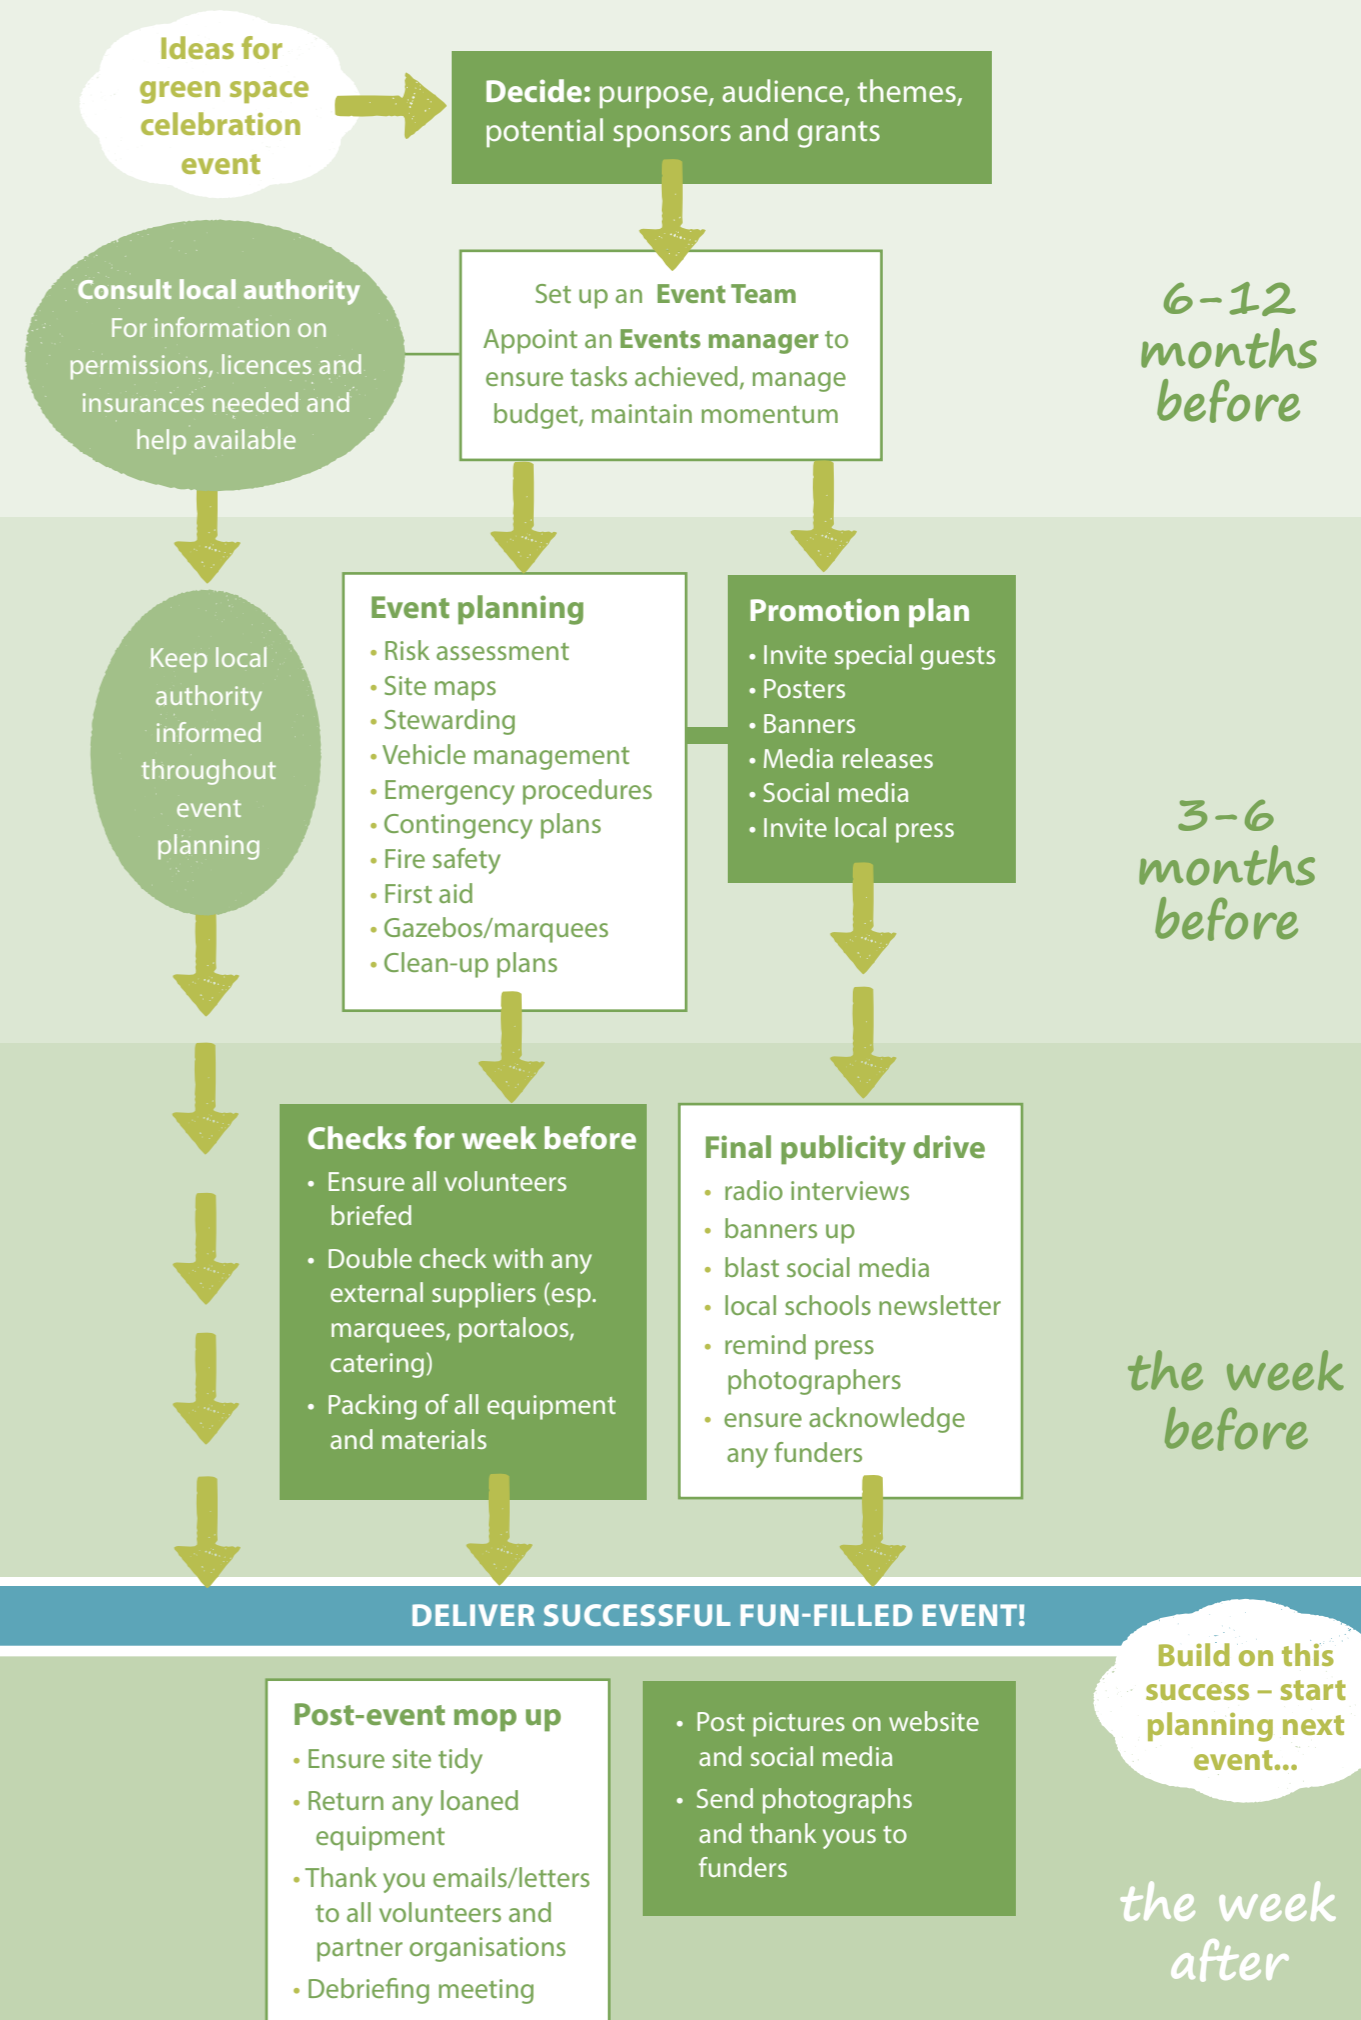 Ideas for
green space
celebration
event
Decide: purpose, audience, themes,
potential sponsors and grants
Consult local authority
For information on
permissions, licences and
insurances needed and
help available
Set up an Event Team
Appoint an Events manager to
ensure tasks achieved, manage
budget, maintain momentum
6-12
months
before
Keep local
authority
informed
throughout
event
planning
Event planning
• Risk assessment
• Site maps
• Stewarding
• Vehicle management
• Emergency procedures
• Contingency plans
• Fire safety
• First aid
• Gazebos/marquees
• Clean-up plans
Promotion plan
• Invite special guests
• Posters
• Banners
• Media releases
• Social media
• Invite local press
3-6
months
before
Checks for week before
• Ensure all volunteers
briefed
• Double check with any
external suppliers (esp.
marquees, portaloos,
catering)
• Packing of all equipment
and materials
Final publicity drive
• radio interviews
• banners up
• blast social media
• local schools newsletter
• remind press
photographers
• ensure acknowledge
any funders
the week
before
DELIVER SUCCESSFUL FUN-FILLED EVENT!
Build on this
success – start
planning next
event...
Post-event mop up
• Ensure site tidy
• Return any loaned
equipment
• Thank you emails/letters
to all volunteers and
partner organisations
• Debriefing meeting
• Post pictures on website
and social media
• Send photographs
and thank yous to
funders
the week
after